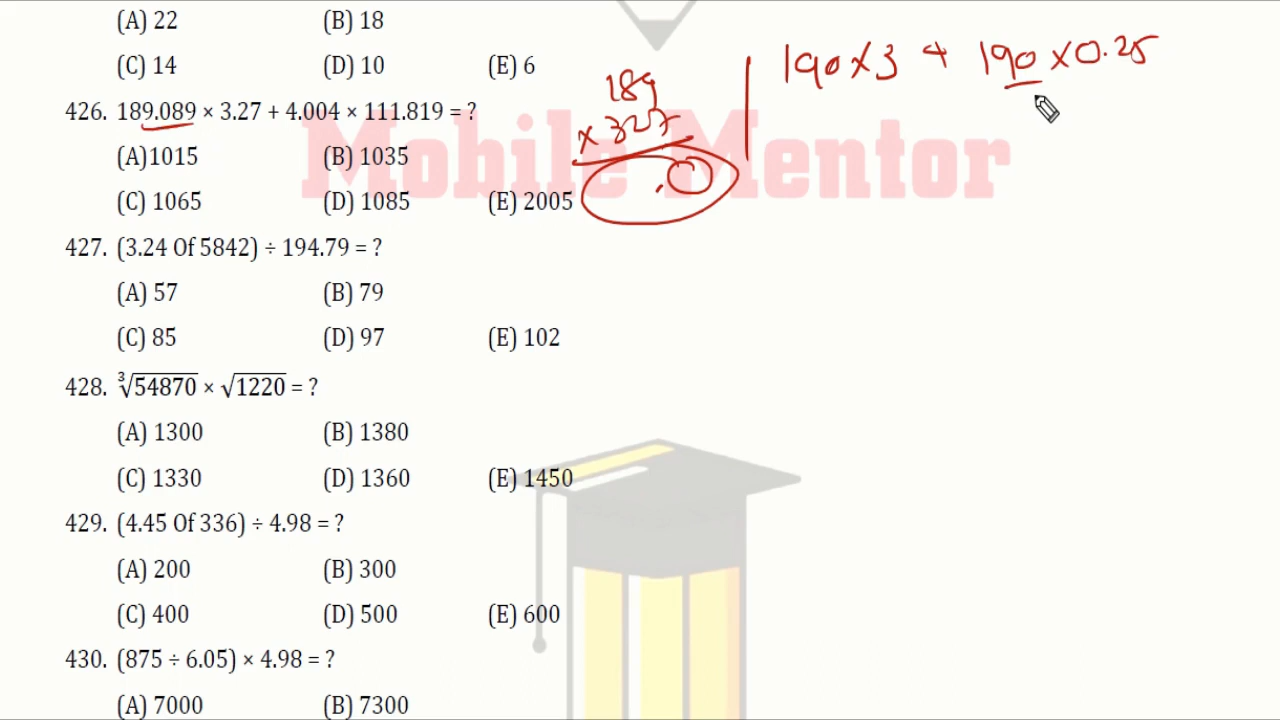 (A) 22 (B) 18
(C) 14 (D) 10 (E) 6
426. 189.089 × 3.27 + 4.004 × 111.819 = ?
(A)1015 (B) 1035
(C) 1065 (D) 1085 (E) 2005
427. (3.24 Of 5842) ÷ 194.79 = ?
(A) 57 (B) 79
(C) 85 (D) 97 (E) 102
428. ∛54870 × √1220 = ?
(A) 1300 (B) 1380
(C) 1330 (D) 1360 (E) 1450
429. (4.45 Of 336) ÷ 4.98 = ?
(A) 200 (B) 300
(C) 400 (D) 500 (E) 600
430. (875 ÷ 6.05) × 4.98 = ?
(A) 7000 (B) 7300
189
×327
190×3 + 190×0.25
Mobile Mentor